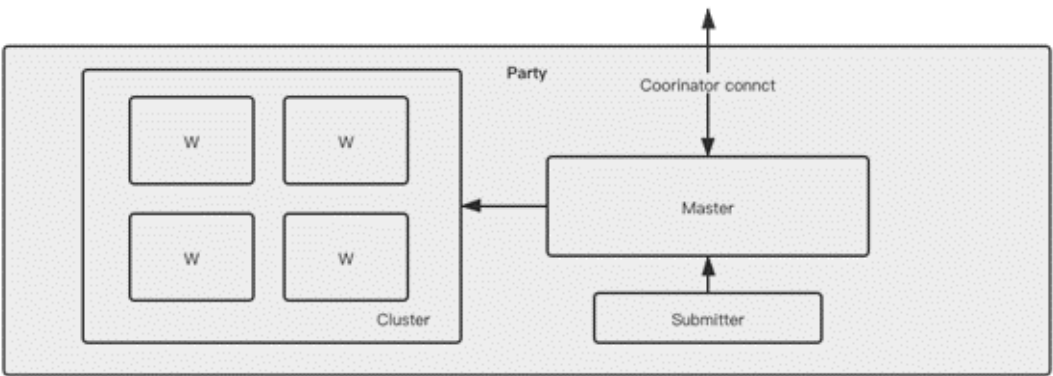 Party
Coorinator connct
W
W
Master
W
W
Cluster
Submitter